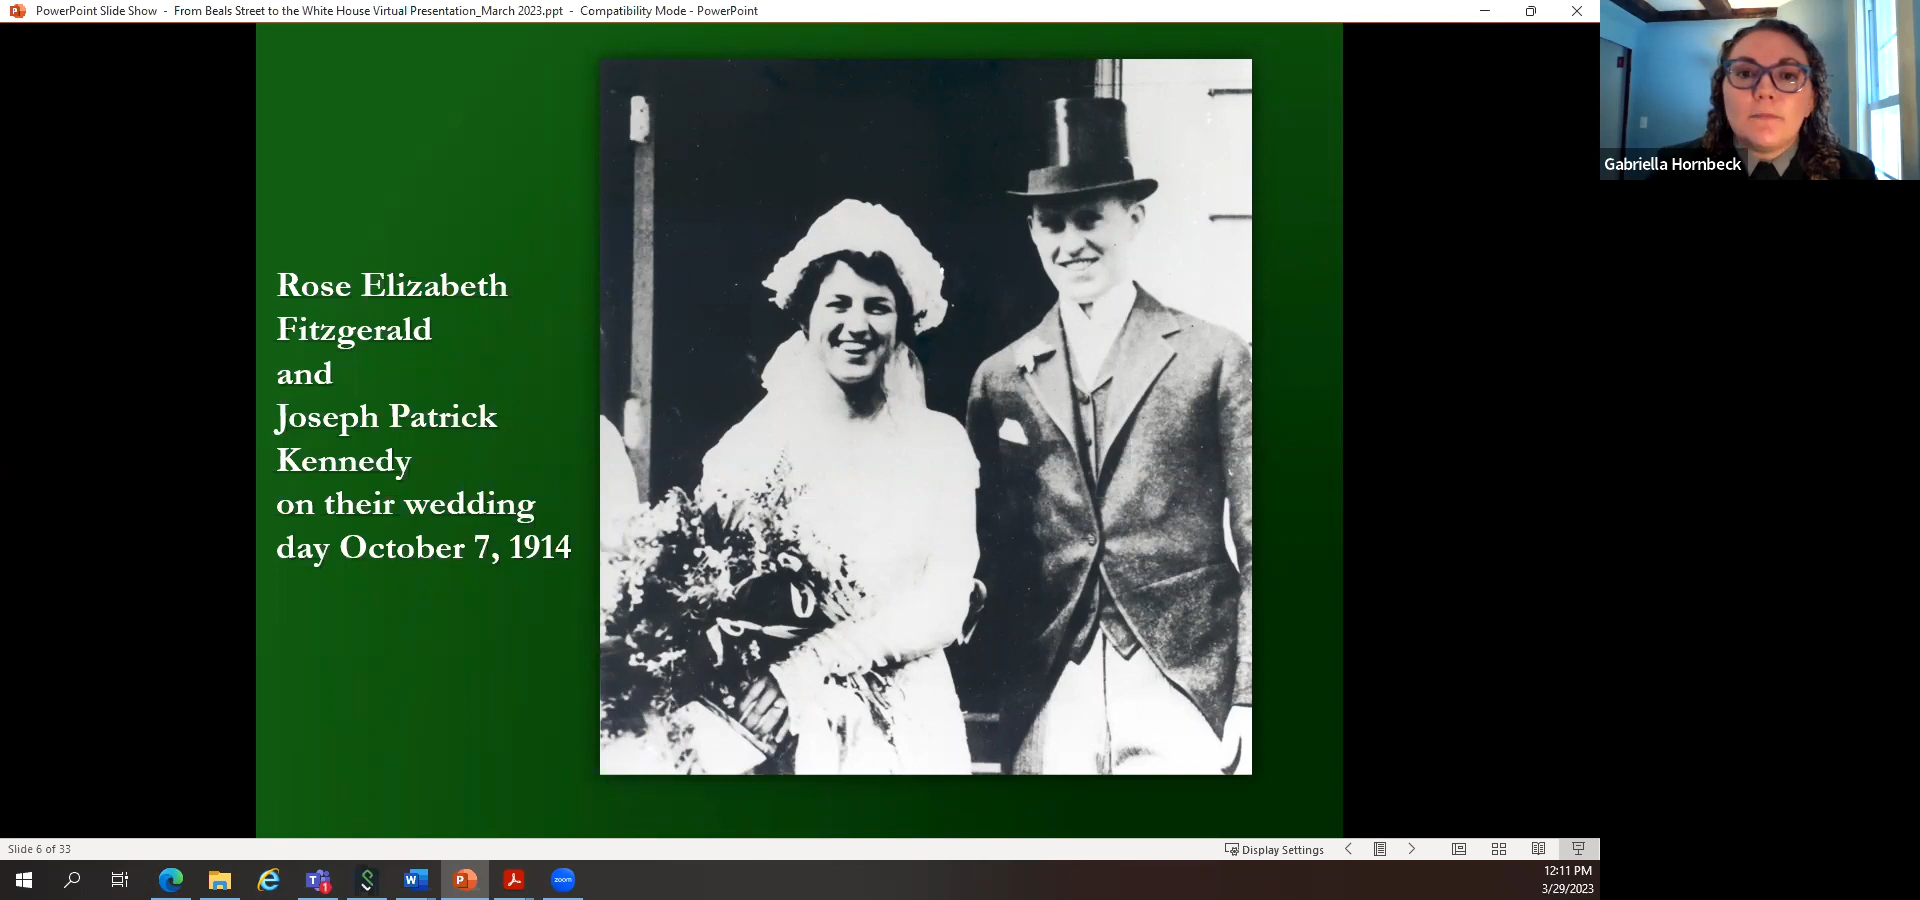 PowerPoint Slide Show - From Beals Street to the White House Virtual Presentation_March 2023.ppt - Compatibility Mode - PowerPoint
Gabriella Hornbeck
Rose Elizabeth
Fitzgerald
and
Joseph Patrick
Kennedy
on their wedding
day October 7, 1914
Slide 6 of 33
Display Settings
1
zoom
12:11 PM
3/29/2023